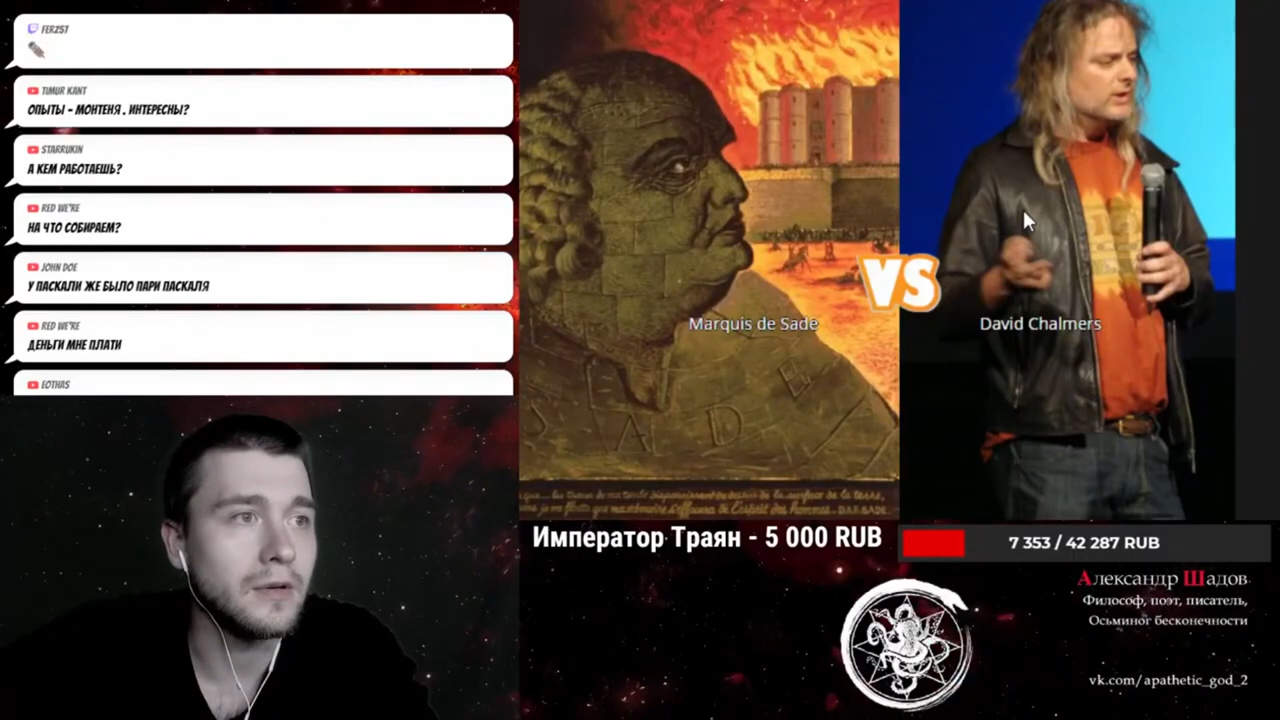 FER257
TIMUR KANT
ОПЫТЫ - МОНТЕНЯ . ИНТЕРЕСНЫ?
STARRUKIN
А КЕМ РАБОТАЕШЬ?
RED WE'RE
НА ЧТО СОБИРАЕМ?
JOHN DOE
У ПАСКАЛИ ЖЕ БЫЛО ПАРИ ПАСКАЛЯ
RED WE'RE
ДЕНЬГИ МНЕ ПЛАТИ
EOTHAS
VS
Marquis de Sade
David Chalmers
S A D E
Император Траян - 5 000 RUB
7 353 / 42 287 RUB
Александр Шадов
Философ, поэт, писатель,
Осьминог бесконечности
vk.com/apathetic_god_2